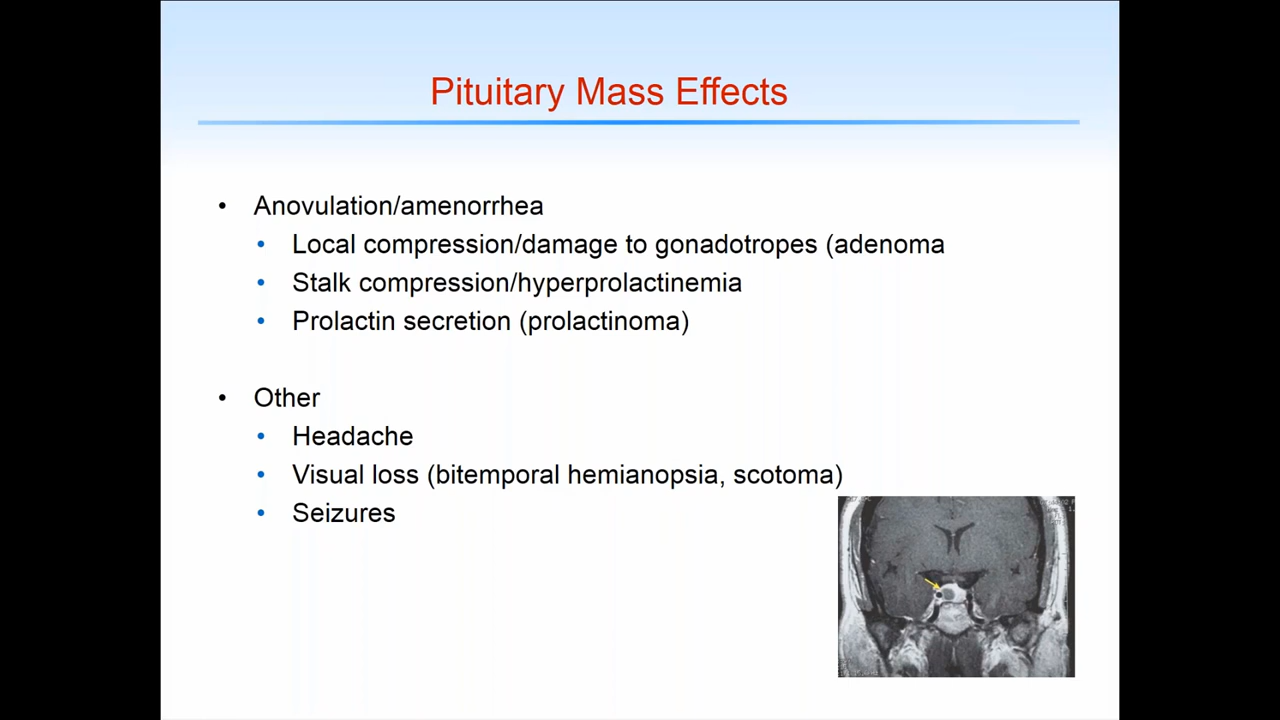 Pituitary Mass Effects
• Anovulation/amenorrhea
• Local compression/damage to gonadotropes (adenoma
• Stalk compression/hyperprolactinemia
• Prolactin secretion (prolactinoma)
• Other
• Headache
• Visual loss (bitemporal hemianopsia, scotoma)
• Seizures